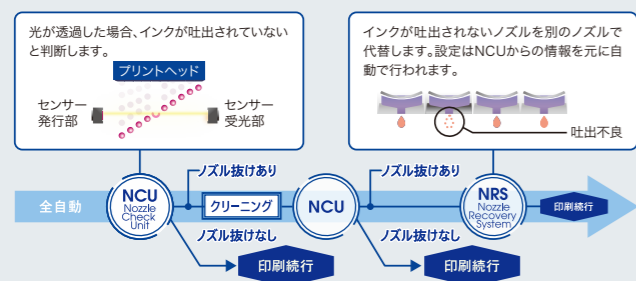 光が透過した場合、インクが吐出されていない
と判断します。
プリントヘッド
センサー
発行部
センサー
受光部
インクが吐出されないノズルを別のノズルで
代替します。設定はNCUからの情報を元に自
動で行われます。
吐出不良
全自動
NCU
Nozzle
Check
Unit
ノズル抜けあり
クリーニング
ノズル抜けなし
印刷続行
NCU
ノズル抜けあり
ノズル抜けなし
印刷続行
NRS
Nozzle
Recovery
System
印刷続行